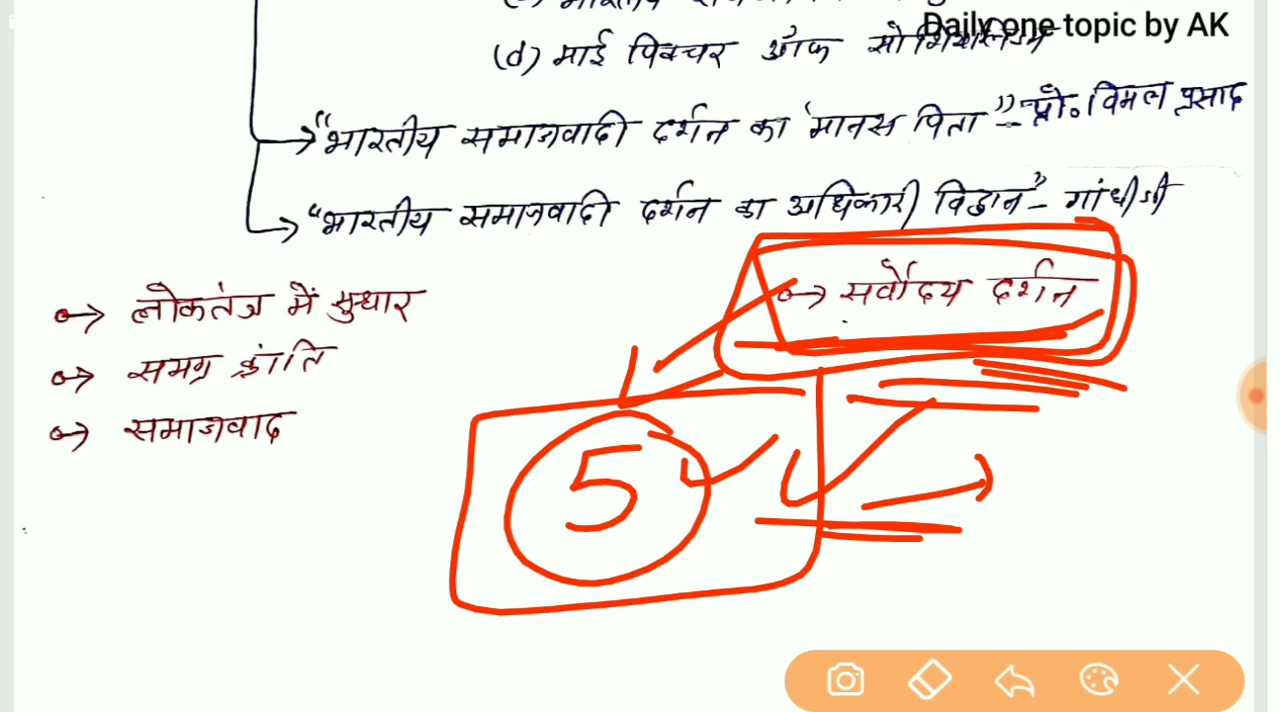 Daily one topic by AK
(d) माई पिक्चर ऑफ
→ "भारतीय समाजवादी दर्शन का 'मानस पिता'" - प्रो. विमल प्रसाद
→ "भारतीय समाजवादी दर्शन का अधिकारी विद्वान" - गांधीजी
→ सर्वोदय दर्शन
→ लोकतंत्र में सुधार
→ समग्र क्रांति
→ समाजवाद
5